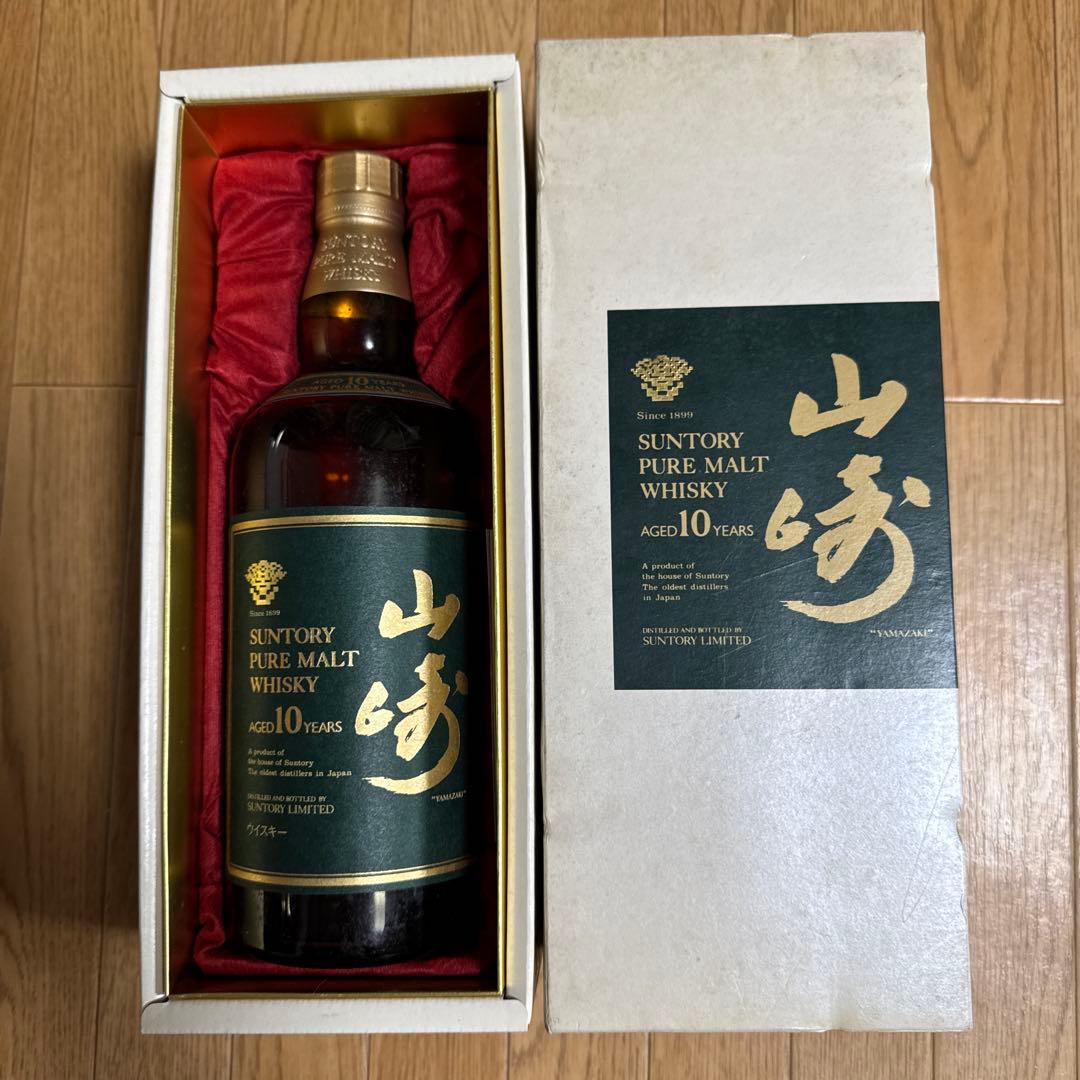 SUNTORY
PURE MALT
WHISKY
AGED 10 YEARS
PURE MALT
Since 1899
SUNTORY
PURE MALT
WHISKY
AGED 10 YEARS
山崎
A product of
the house of Suntory
The oldest distillers in Japan
"YAMAZAKI"
DISTILLED AND BOTTLED BY
SUNTORY LIMITED
ウイスキー
Since 1899
SUNTORY
PURE MALT
WHISKY
AGED 10 YEARS
山崎
A product of
the house of Suntory
The oldest distillers
in Japan
"YAMAZAKI"
DISTILLED AND BOTTLED BY
SUNTORY LIMITED